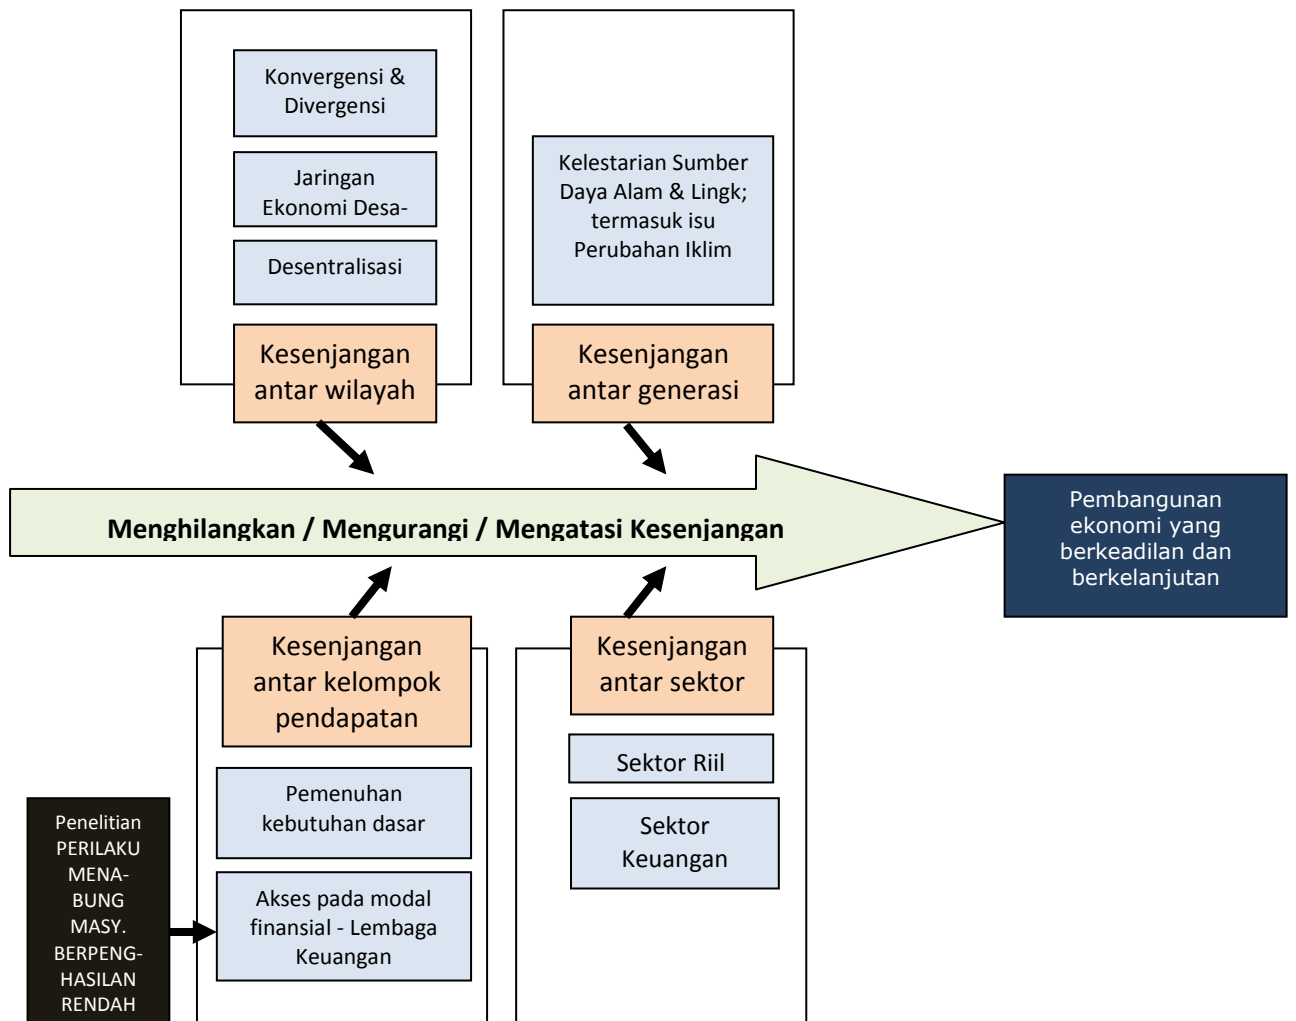 Konvergensi &
Divergensi
Jaringan
Ekonomi Desa-
Desentralisasi
Kesenjangan
antar wilayah
Kelestarian Sumber
Daya Alam & Lingk;
termasuk isu
Perubahan Iklim
Kesenjangan
antar generasi
Menghilangkan / Mengurangi / Mengatasi Kesenjangan
Pembangunan
ekonomi yang
berkeadilan dan
berkelanjutan
Kesenjangan
antar kelompok
pendapatan
Pemenuhan
kebutuhan dasar
Akses pada modal
finansial - Lembaga
Keuangan
Kesenjangan
antar sektor
Sektor Riil
Sektor
Keuangan
Penelitian
PERILAKU
MENA-
BUNG
MASY.
BERPENG-
HASILAN
RENDAH